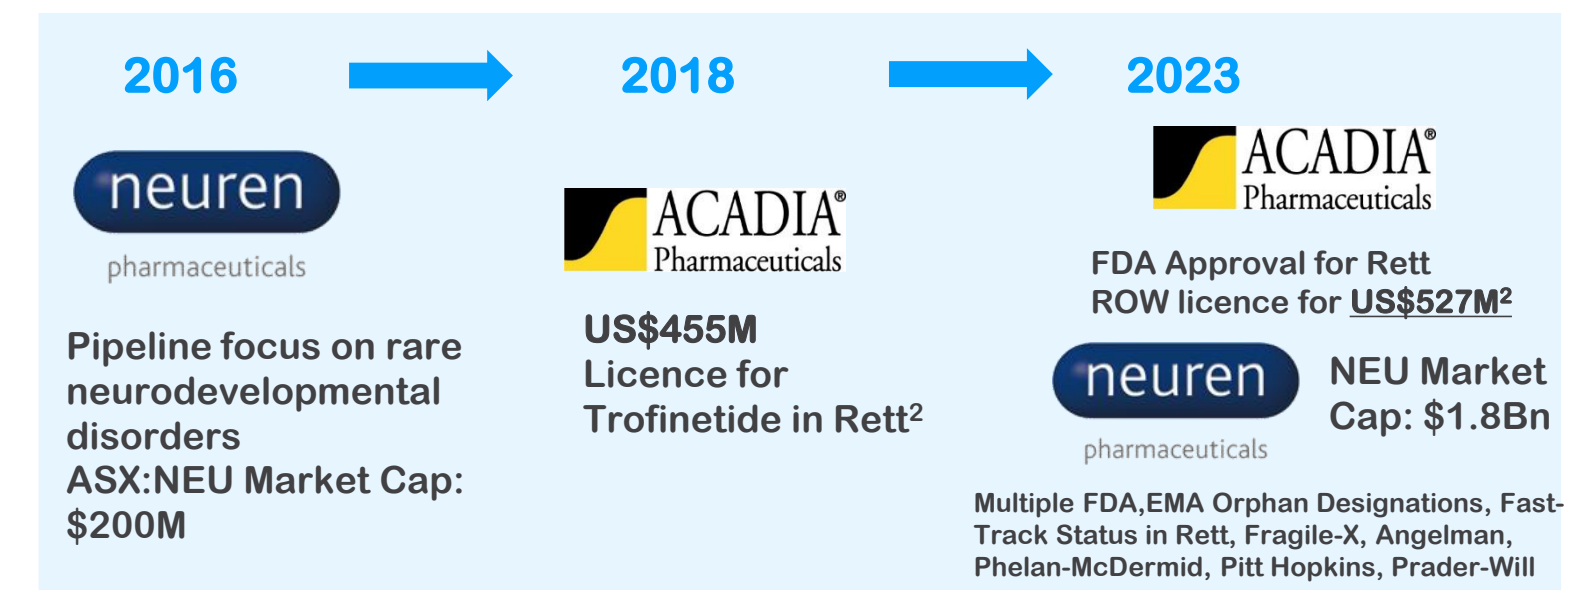 2016
2018
2023
neuren
pharmaceuticals
Pipeline focus on rare
neurodevelopmental
disorders
ASX:NEU Market Cap:
$200M
ACADIA®
Pharmaceuticals
US$455M
Licence for
Trofinetide in Rett²
ACADIA®
Pharmaceuticals
FDA Approval for Rett
ROW licence for US$527M²
neuren
pharmaceuticals
NEU Market
Cap: $1.8Bn
Multiple FDA,EMA Orphan Designations, Fast-
Track Status in Rett, Fragile-X, Angelman,
Phelan-McDermid, Pitt Hopkins, Prader-Will